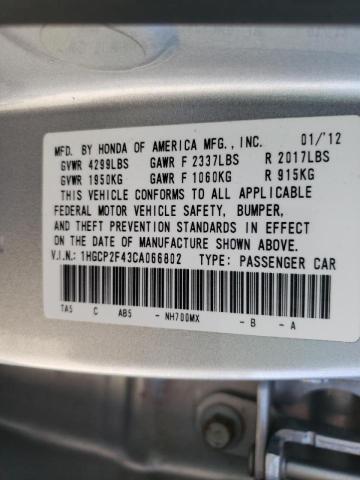 MFD. BY HONDA OF AMERICA MFG., INC. 01/'12
GVWR 4299LBS GAWR F 2337LBS R 2017LBS
GVWR 1950KG GAWR F 1060KG R 915KG
THIS VEHICLE CONFORMS TO ALL APPLICABLE
FEDERAL MOTOR VEHICLE SAFETY, BUMPER,
AND THEFT PREVENTION STANDARDS IN EFFECT
ON THE DATE OF MANUFACTURE SHOWN ABOVE.
V.I.N.: 1HGCP2F43CA066802 TYPE: PASSENGER CAR
TA5 C AB5 - NH700MX - B - A